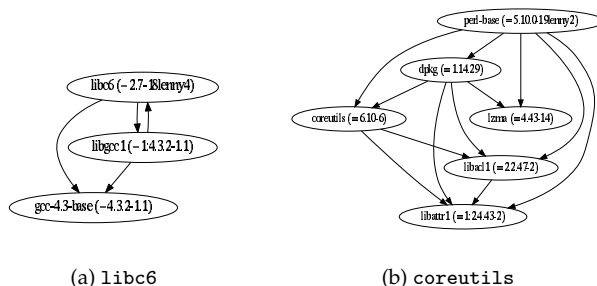 perl-base (=5.10.0-19lenny2)
dpkg (= 1.14.29)
libc6 (− 2.7-18lenny4)
coreutils (= 6.10-6)
lzma (=4.43-14)
libgcc1 (− 1:4.3.2-1.1)
libacl1 (= 2.2.47-2)
gcc-4.3-base (− 4.3.2-1.1)
libattr1 (=1:2.4.43-2)
(a) libc6
(b) coreutils